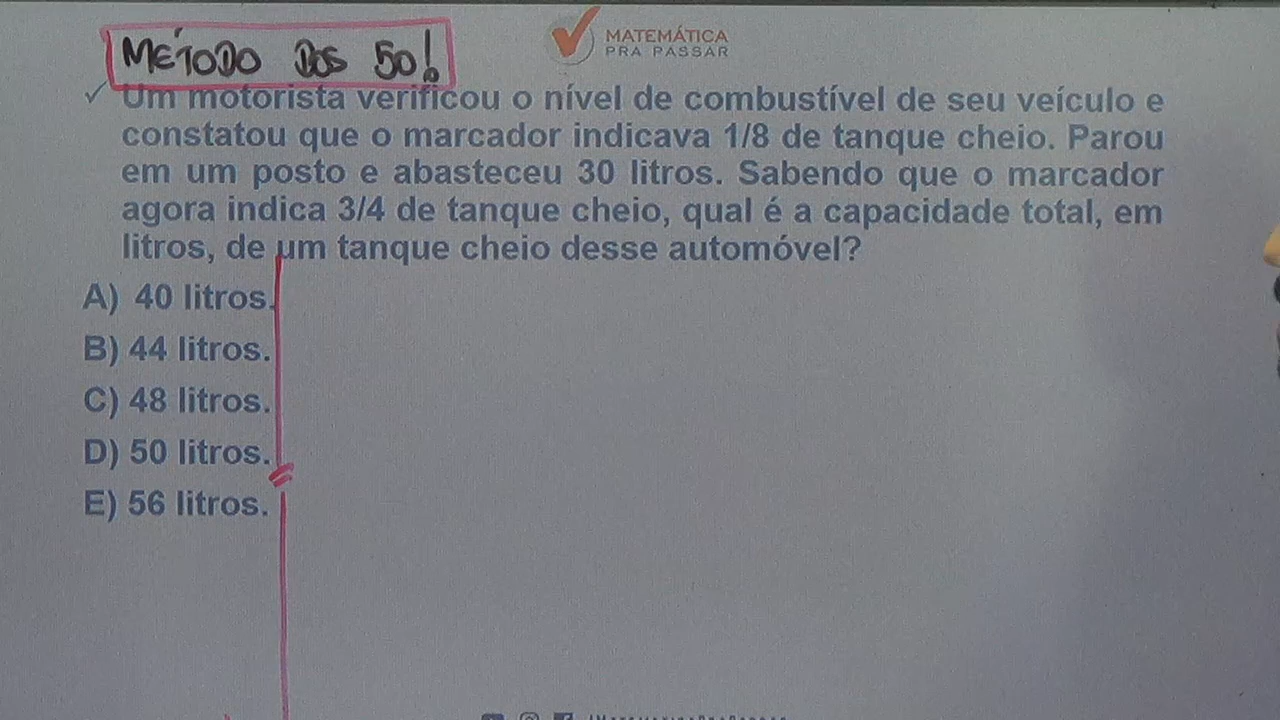 MÉTODO DOS 50!
MATEMÁTICA
PRA PASSAR
✓ Um motorista verificou o nível de combustível de seu veículo e
constatou que o marcador indicava 1/8 de tanque cheio. Parou
em um posto e abasteceu 30 litros. Sabendo que o marcador
agora indica 3/4 de tanque cheio, qual é a capacidade total, em
litros, de um tanque cheio desse automóvel?
A) 40 litros.
B) 44 litros.
C) 48 litros.
D) 50 litros.
E) 56 litros.